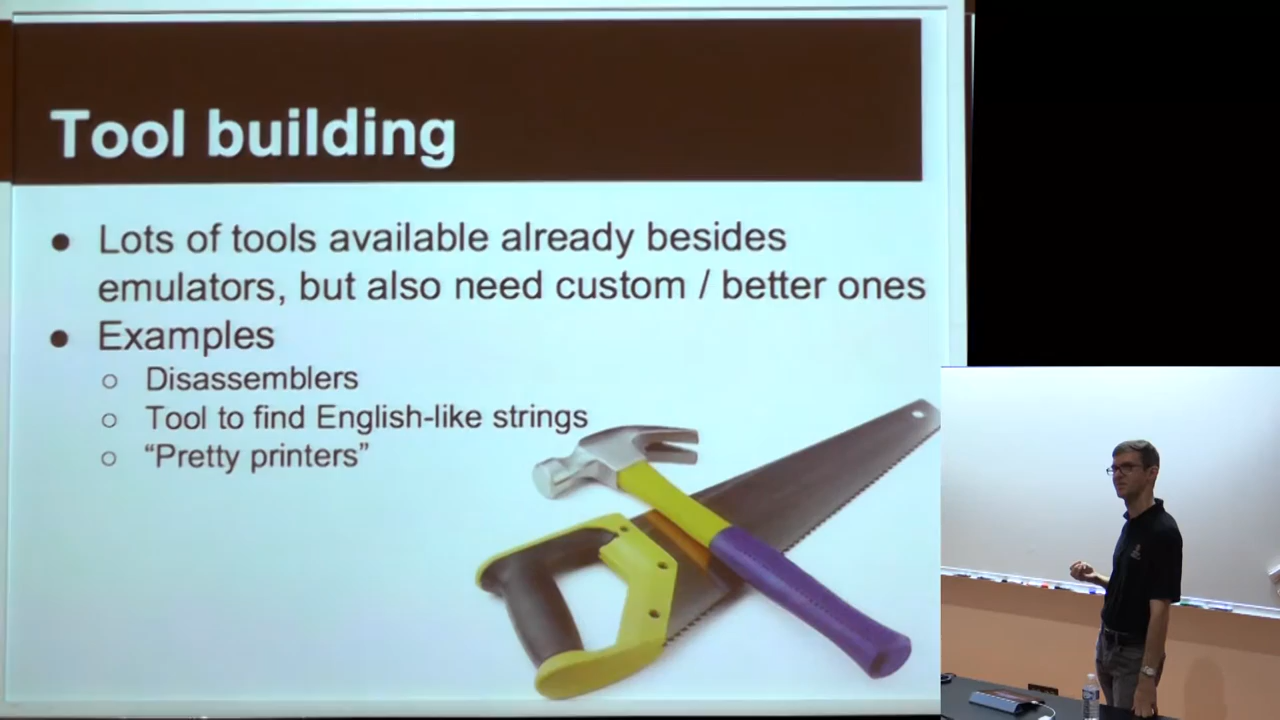 Tool building
● Lots of tools available already besides
emulators, but also need custom / better ones
● Examples
○ Disassemblers
○ Tool to find English-like strings
○ “Pretty printers”